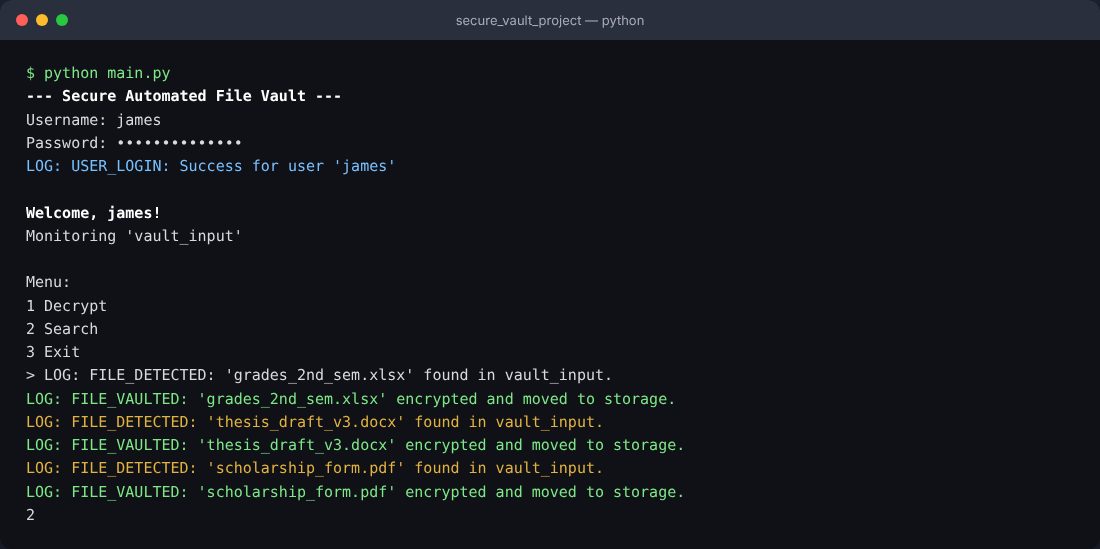 secure_vault_project — python
$ python main.py
--- Secure Automated File Vault ---
Username: james
Password: ••••••••••••••
LOG: USER_LOGIN: Success for user 'james'
Welcome, james!
Monitoring 'vault_input'
Menu:
1 Decrypt
2 Search
3 Exit
> LOG: FILE_DETECTED: 'grades_2nd_sem.xlsx' found in vault_input.
LOG: FILE_VAULTED: 'grades_2nd_sem.xlsx' encrypted and moved to storage.
LOG: FILE_DETECTED: 'thesis_draft_v3.docx' found in vault_input.
LOG: FILE_VAULTED: 'thesis_draft_v3.docx' encrypted and moved to storage.
LOG: FILE_DETECTED: 'scholarship_form.pdf' found in vault_input.
LOG: FILE_VAULTED: 'scholarship_form.pdf' encrypted and moved to storage.
2